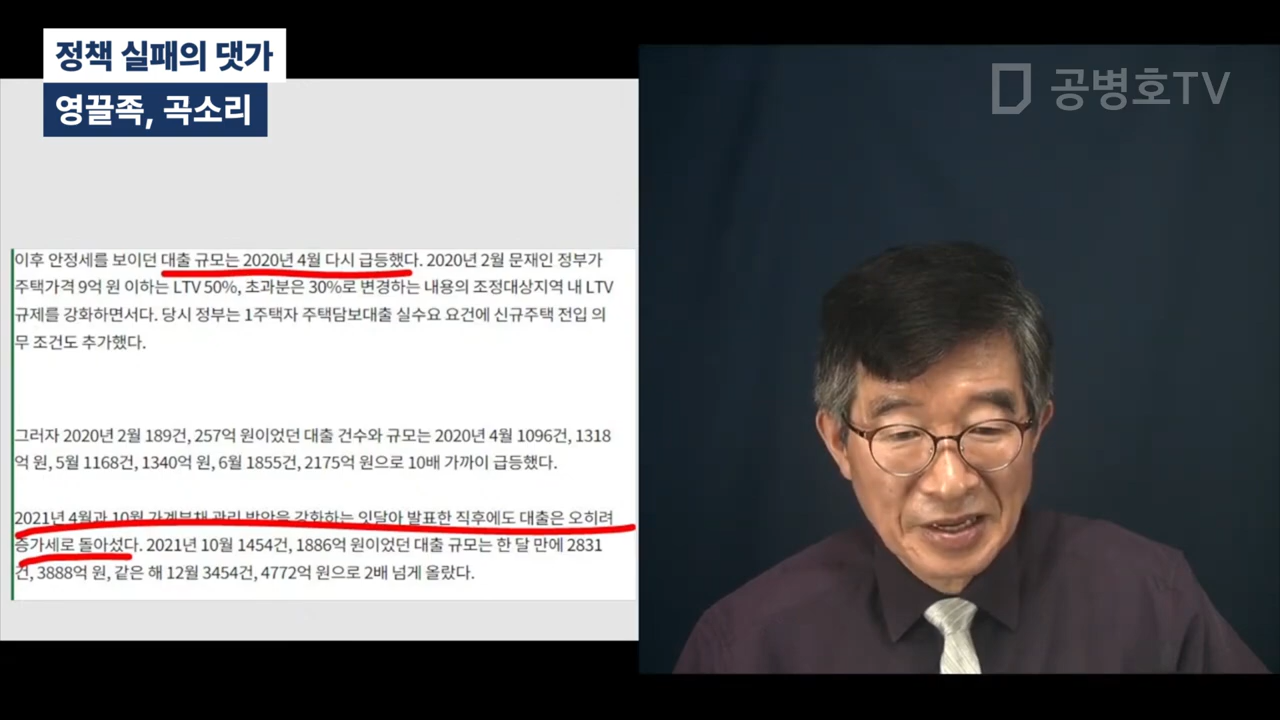 정책 실패의 댓가
영끌족, 곡소리
공병호TV
이후 안정세를 보이던 대출 규모는 2020년 4월 다시 급등했다. 2020년 2월 문재인 정부가
주택가격 9억 원 이하는 LTV 50%, 초과분은 30%로 변경하는 내용의 조정대상지역 내 LTV
규제를 강화하면서다. 당시 정부는 1주택자 주택담보대출 실수요 요건에 신규주택 전입 의
무 조건도 추가했다.
그러자 2020년 2월 189건, 257억 원이었던 대출 건수와 규모는 2020년 4월 1096건, 1318
억 원, 5월 1168건, 1340억 원, 6월 1855건, 2175억 원으로 10배 가까이 급등했다.
2021년 4월과 10월 가계부채 관리 방안을 강화하는 잇달아 발표한 직후에도 대출은 오히려
증가세로 돌아섰다. 2021년 10월 1454건, 1886억 원이었던 대출 규모는 한 달 만에 2831
건, 3888억 원, 같은 해 12월 3454건, 4772억 원으로 2배 넘게 올랐다.